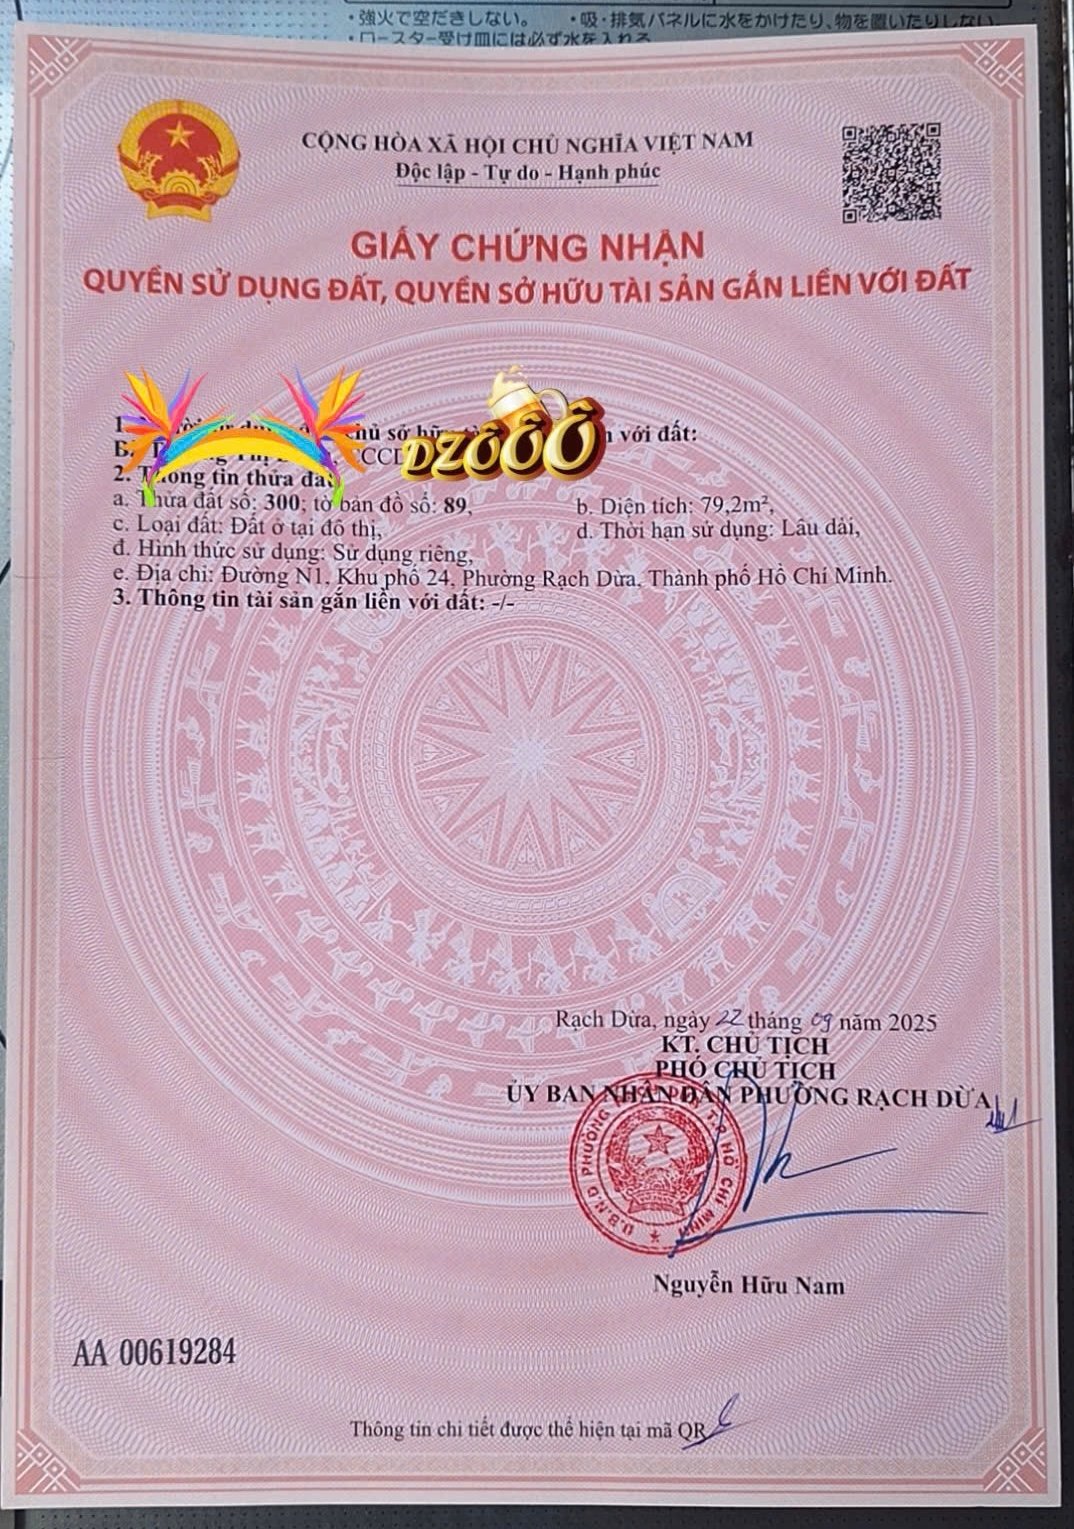 ・強火で空だきしない。 ・吸・排気パネルに水をかけたり、物を置いたりしない。
・ロースター受け皿には必ず水を入れる
CỘNG HÒA XÃ HỘI CHỦ NGHĨA VIỆT NAM
Độc lập - Tự do - Hạnh phúc
GIẤY CHỨNG NHẬN
QUYỀN SỬ DỤNG ĐẤT, QUYỀN SỞ HỮU TÀI SẢN GẮN LIỀN VỚI ĐẤT
1. chủ sở hữu với đất:
DZÔÔÔ
2. Thông tin thửa đất
a. Thửa đất số: 300; tờ bản đồ số: 89, b. Diện tích: 79,2m²,
c. Loại đất: Đất ở tại đô thị, d. Thời hạn sử dụng: Lâu dài,
đ. Hình thức sử dụng: Sử dụng riêng,
e. Địa chỉ: Đường N1, Khu phố 24, Phường Rạch Dừa, Thành phố Hồ Chí Minh.
3. Thông tin tài sản gắn liền với đất: -/-
Rạch Dừa, ngày 22 tháng 09 năm 2025
KT. CHỦ TỊCH
PHÓ CHỦ TỊCH
ỦY BAN NHÂN DÂN PHƯỜNG RẠCH DỪA
U.B.N.D PHƯỜNG T.P HỒ CHÍ MINH
Nguyễn Hữu Nam
AA 00619284
Thông tin chi tiết được thể hiện tại mã QR